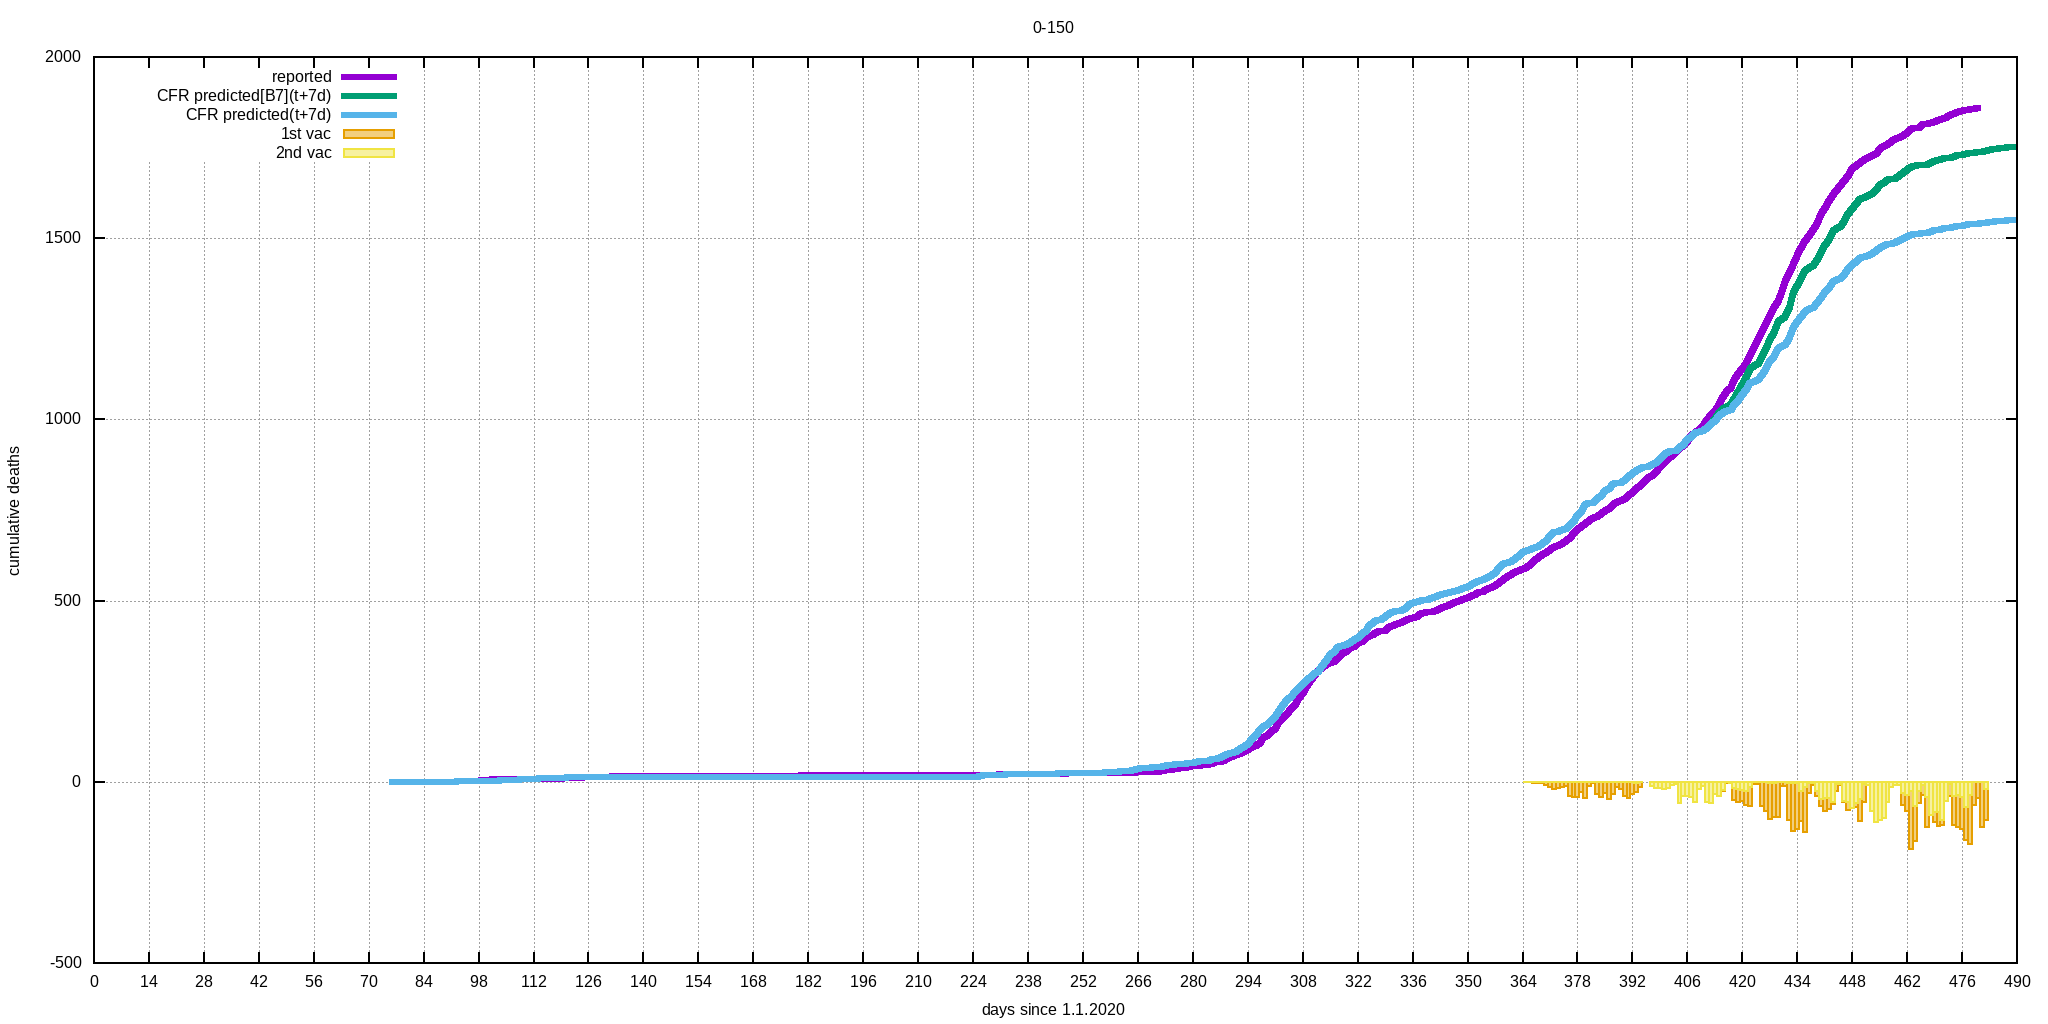 0-150
reported
CFR predicted[B7](t+7d)
CFR predicted(t+7d)
1st vac
2nd vac
2000
1500
1000
500
0
-500
cumulative deaths
0 14 28 42 56 70 84 98 112 126 140 154 168 182 196 210 224 238 252 266 280 294 308 322 336 350 364 378 392 406 420 434 448 462 476 490
days since 1.1.2020